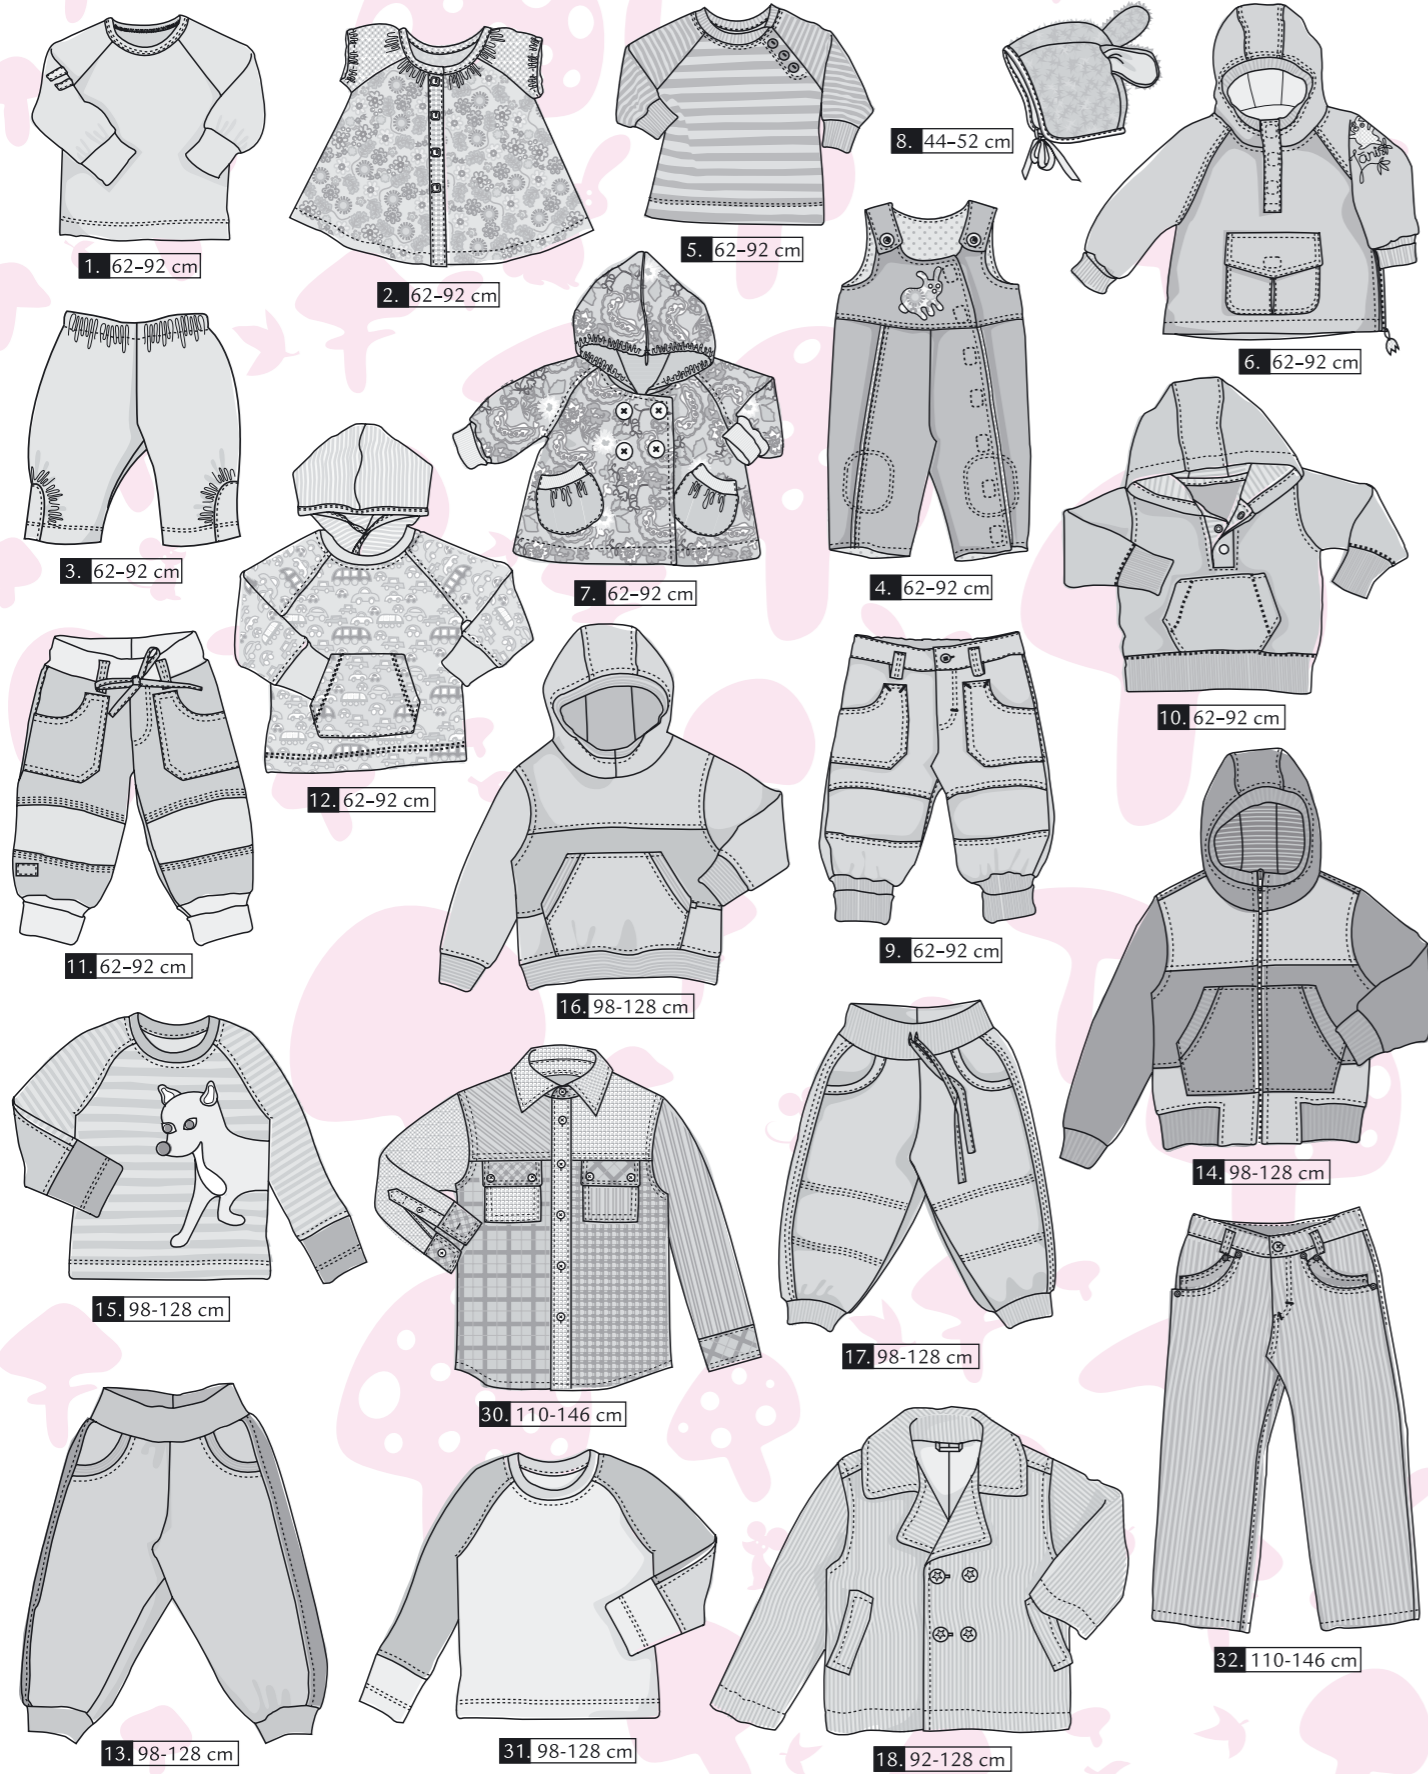 8. 44–52 cm
5. 62–92 cm
1. 62–92 cm
2. 62–92 cm
6. 62–92 cm
3. 62–92 cm
7. 62–92 cm
4. 62–92 cm
10. 62–92 cm
12. 62–92 cm
9. 62–92 cm
11. 62–92 cm
16. 98-128 cm
14. 98-128 cm
15. 98-128 cm
17. 98-128 cm
30. 110-146 cm
32. 110-146 cm
13. 98-128 cm
31. 98-128 cm
18. 92-128 cm